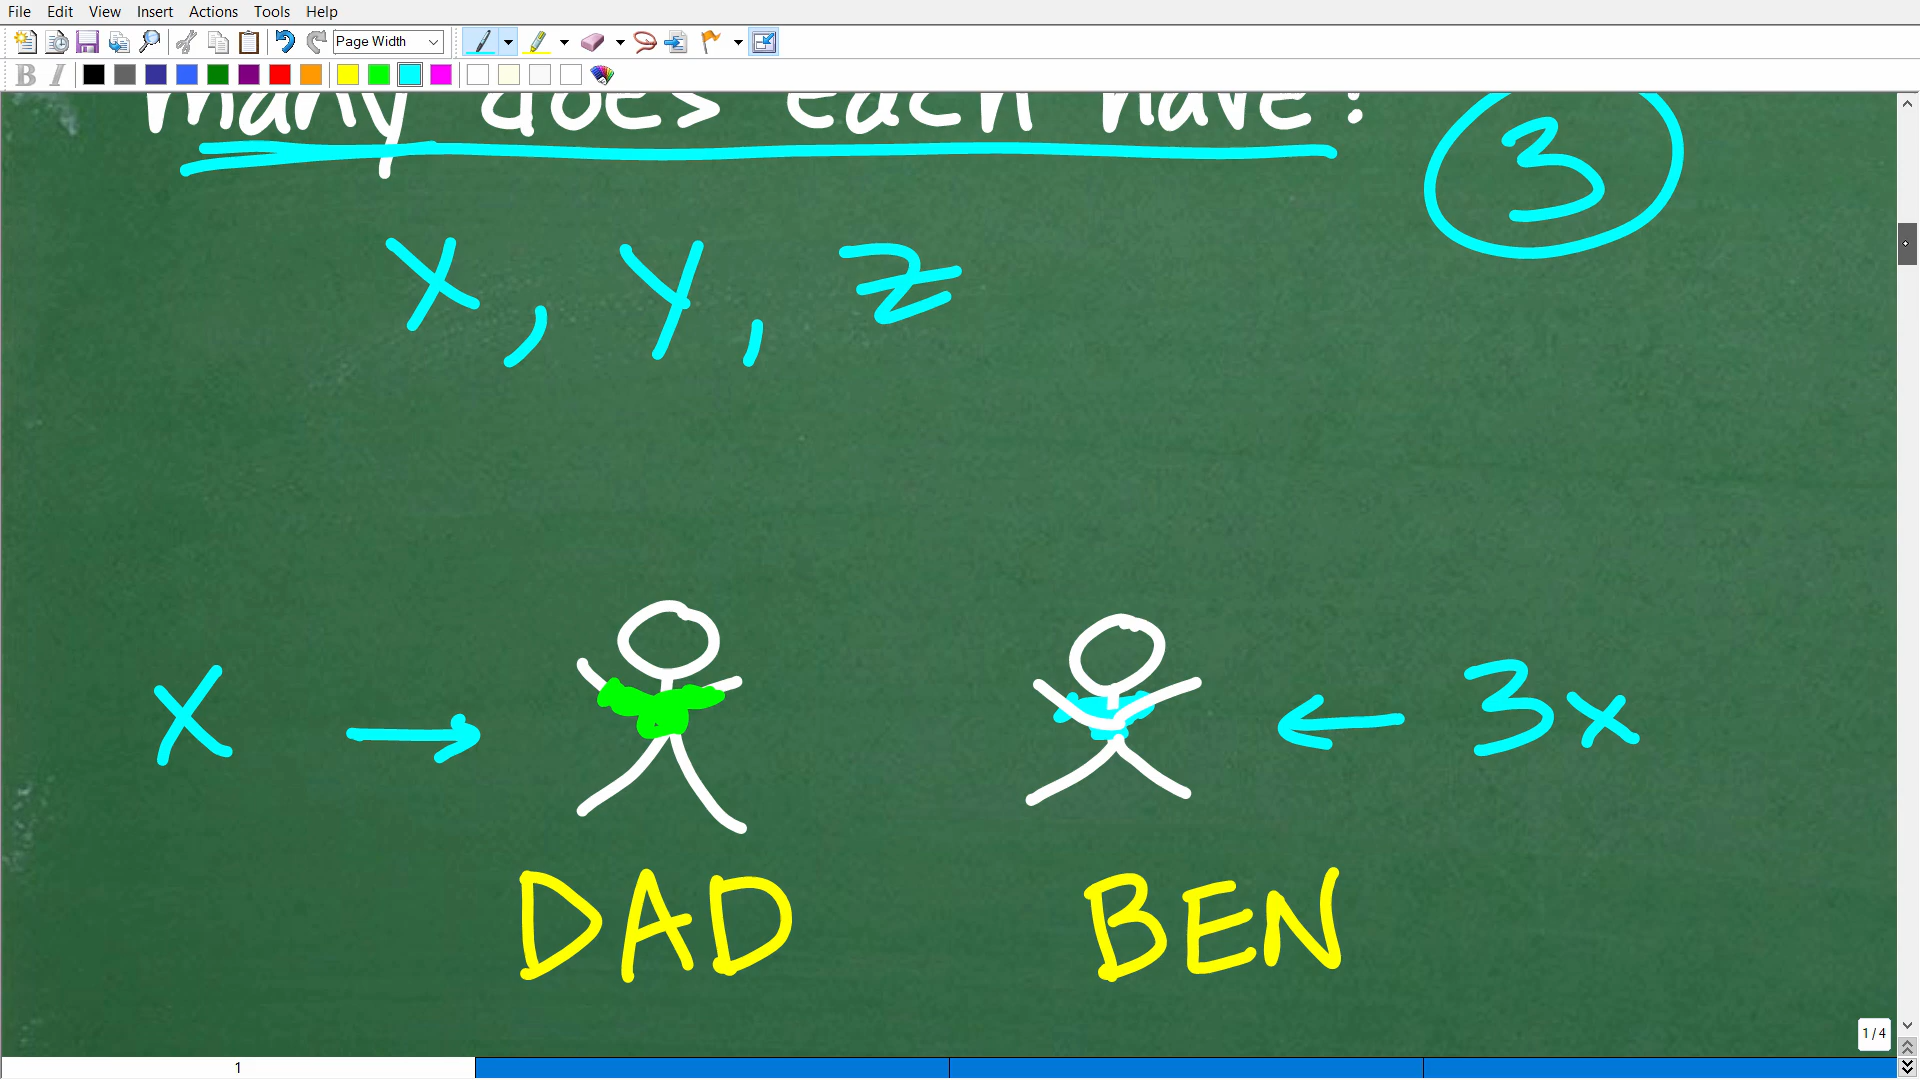 File Edit View Insert Actions Tools Help
Page Width
B I
many does each have?
3
X, Y, Z
X → ← 3x
DAD BEN
1 / 4
1